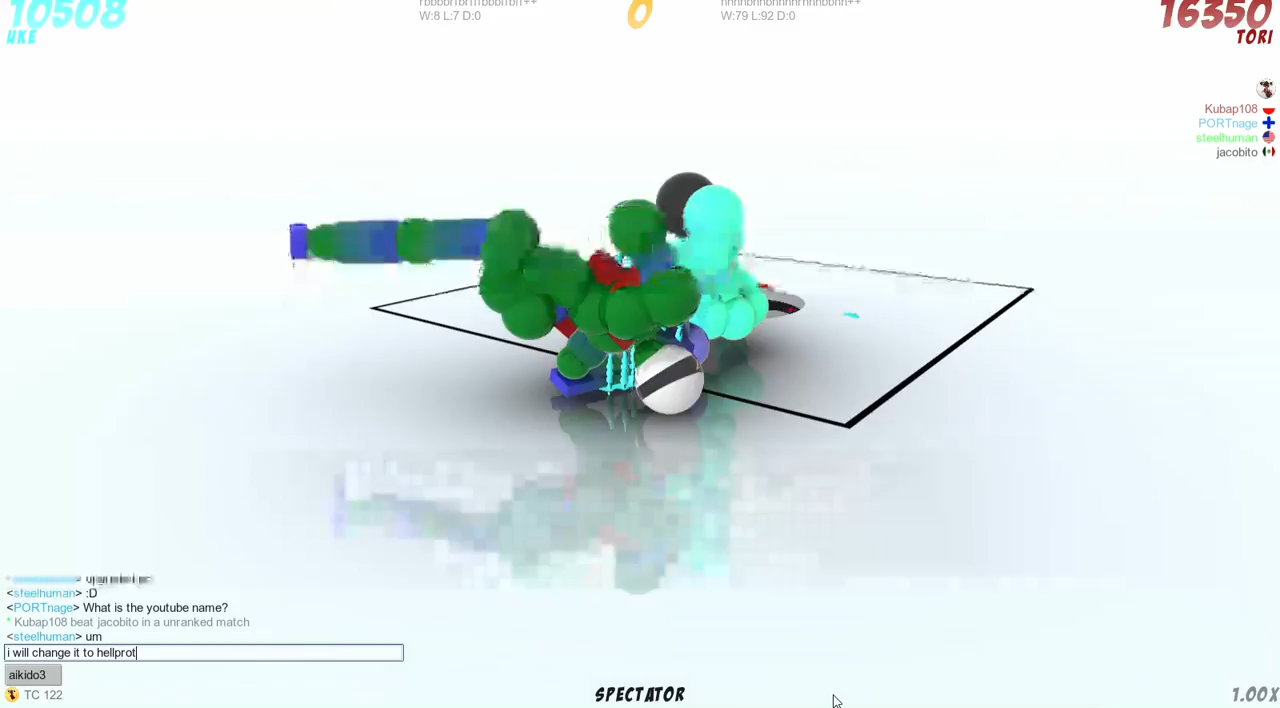 10508
UKE
W:8 L:7 D:0
0
W:79 L:92 D:0
16350
TORI
Kubap108
PORTnage
steelhuman
jacobito
<steelhuman> :D
<PORTnage> What is the youtube name?
* Kubap108 beat jacobito in a unranked match
<steelhuman> um
i will change it to hellprot
aikido3
TC 122
SPECTATOR
1.00X